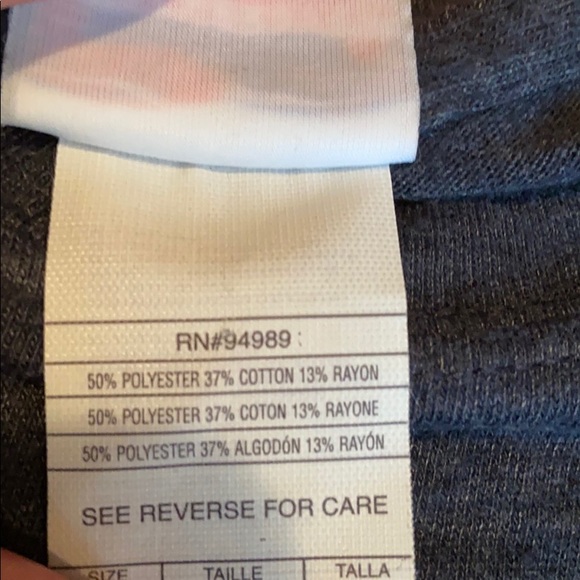 RN#94989 :
50% POLYESTER 37% COTTON 13% RAYON
50% POLYESTER 37% COTON 13% RAYONE
50% POLYESTER 37% ALGODÓN 13% RAYÓN
SEE REVERSE FOR CARE
SIZE TAILLE TALLA